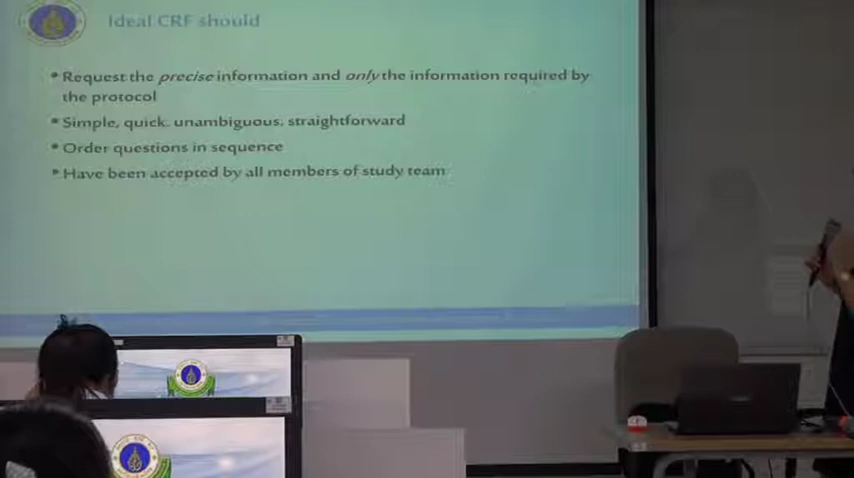 Ideal CRF should
• Request the precise information and only the information required by
the protocol
• Simple, quick, unambiguous, straightforward
• Order questions in sequence
• Have been accepted by all members of study team